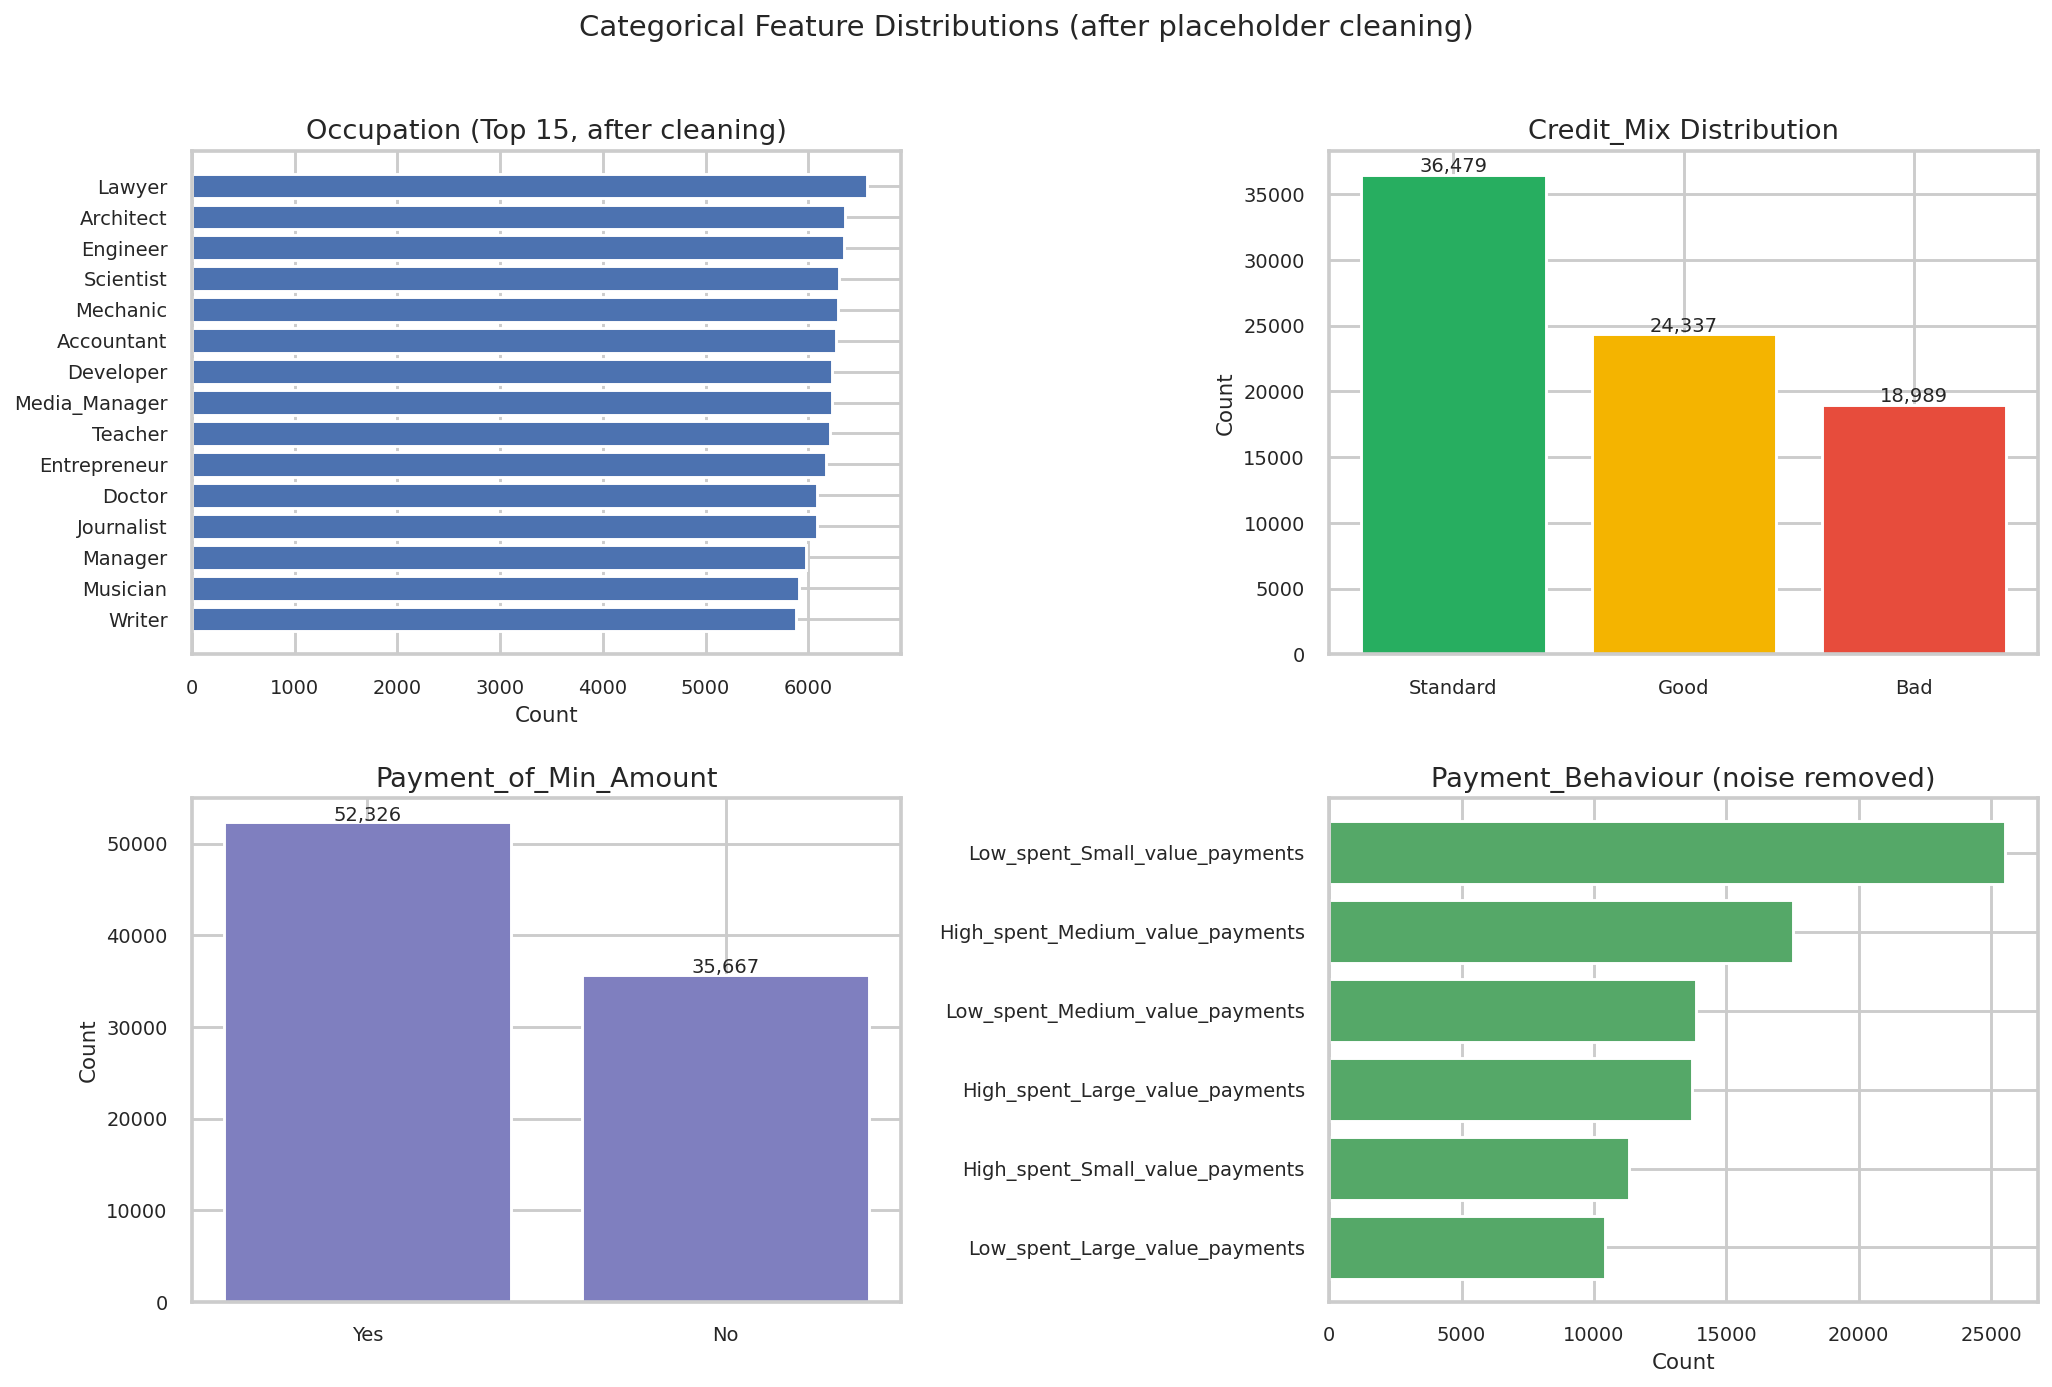 Categorical Feature Distributions (after placeholder cleaning)
Occupation (Top 15, after cleaning)
Lawyer
Architect
Engineer
Scientist
Mechanic
Accountant
Developer
Media_Manager
Teacher
Entrepreneur
Doctor
Journalist
Manager
Musician
Writer
0 1000 2000 3000 4000 5000 6000
Count
Credit_Mix Distribution
Count
35000
30000
25000
20000
15000
10000
5000
0
36,479
24,337
18,989
Standard Good Bad
Payment_of_Min_Amount
Count
50000
40000
30000
20000
10000
0
52,326
35,667
Yes No
Payment_Behaviour (noise removed)
Low_spent_Small_value_payments
High_spent_Medium_value_payments
Low_spent_Medium_value_payments
High_spent_Large_value_payments
High_spent_Small_value_payments
Low_spent_Large_value_payments
0 5000 10000 15000 20000 25000
Count